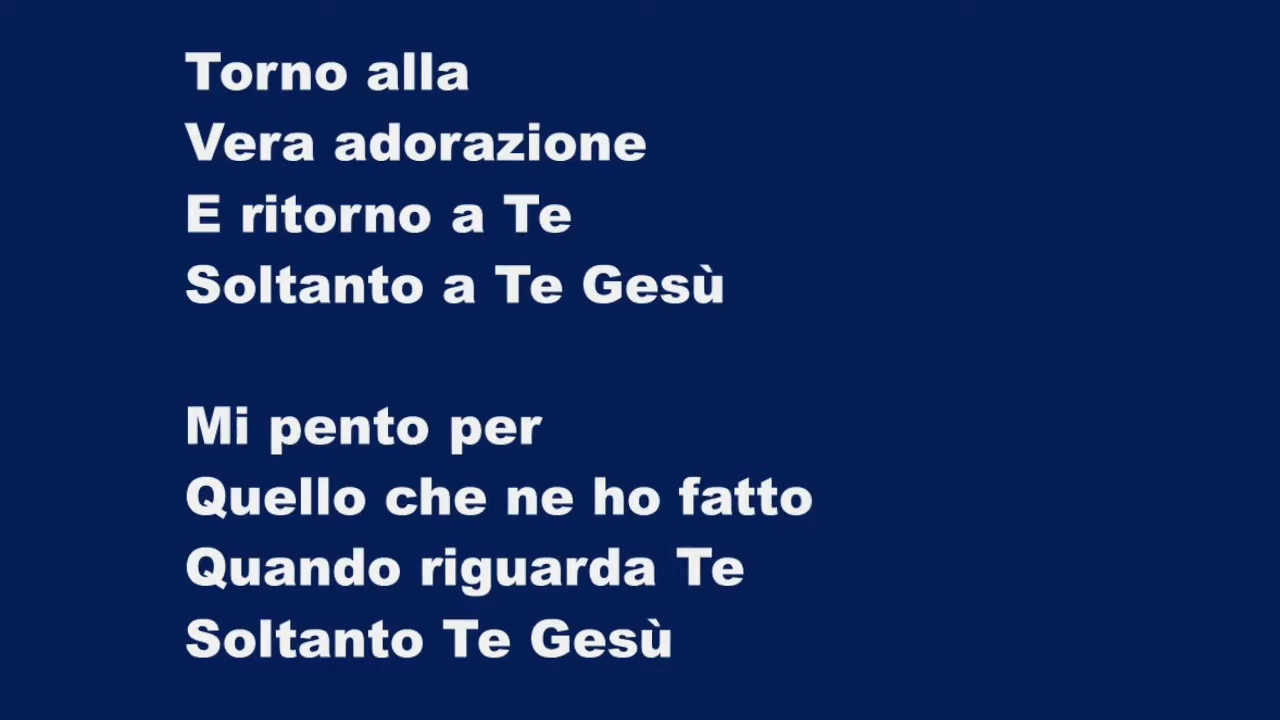 Torno alla
Vera adorazione
E ritorno a Te
Soltanto a Te Gesù
Mi pento per
Quello che ne ho fatto
Quando riguarda Te
Soltanto Te Gesù